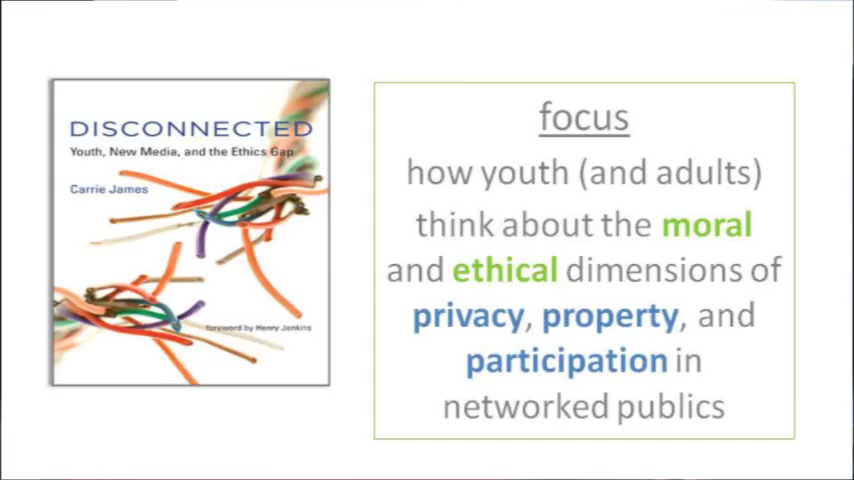 DISCONNECTED
Youth, New Media, and the Ethics Gap
Carrie James
foreword by Henry Jenkins
focus
how youth (and adults)
think about the moral
and ethical dimensions of
privacy, property, and
participation in
networked publics